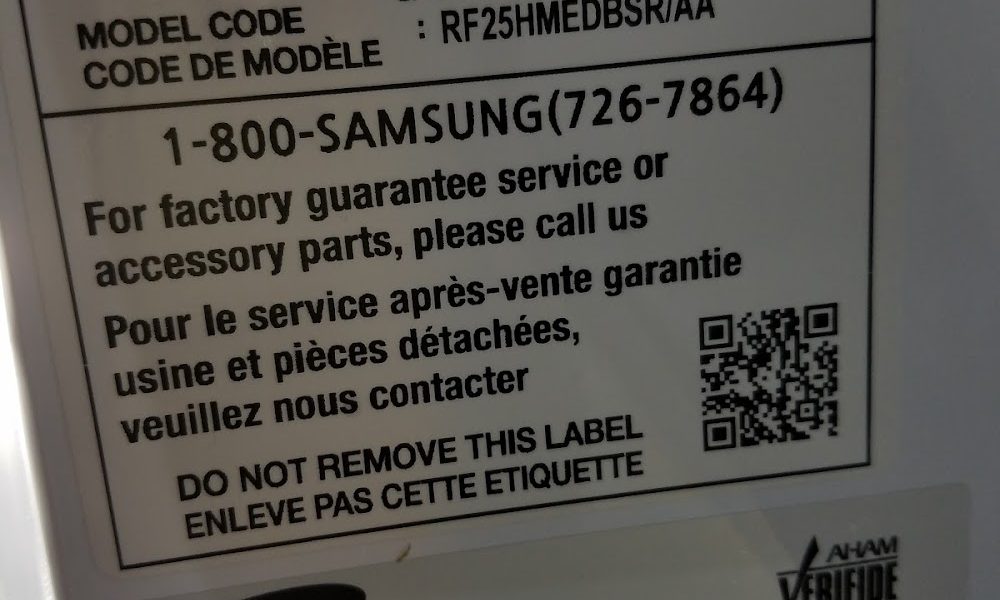 MODEL CODE : RF25HMEDBSR/AA
CODE DE MODÈLE
1-800-SAMSUNG(726-7864)
For factory guarantee service or
accessory parts, please call us
Pour le service après-vente garantie
usine et pièces détachées,
veuillez nous contacter
DO NOT REMOVE THIS LABEL
ENLEVE PAS CETTE ETIQUETTE
AHAM
VERIFIDE